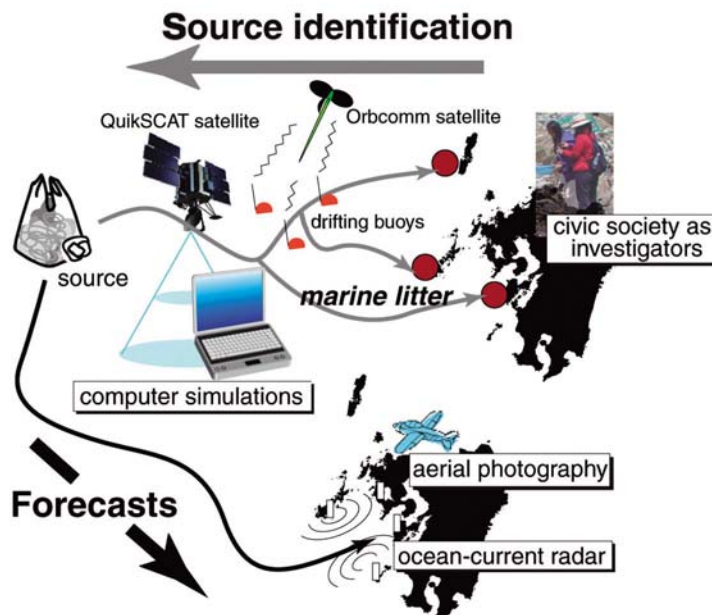 Source identification
QuikSCAT satellite
Orbcomm satellite
drifting buoys
civic society as
investigators
source
marine litter
computer simulations
aerial photography
Forecasts
ocean-current radar